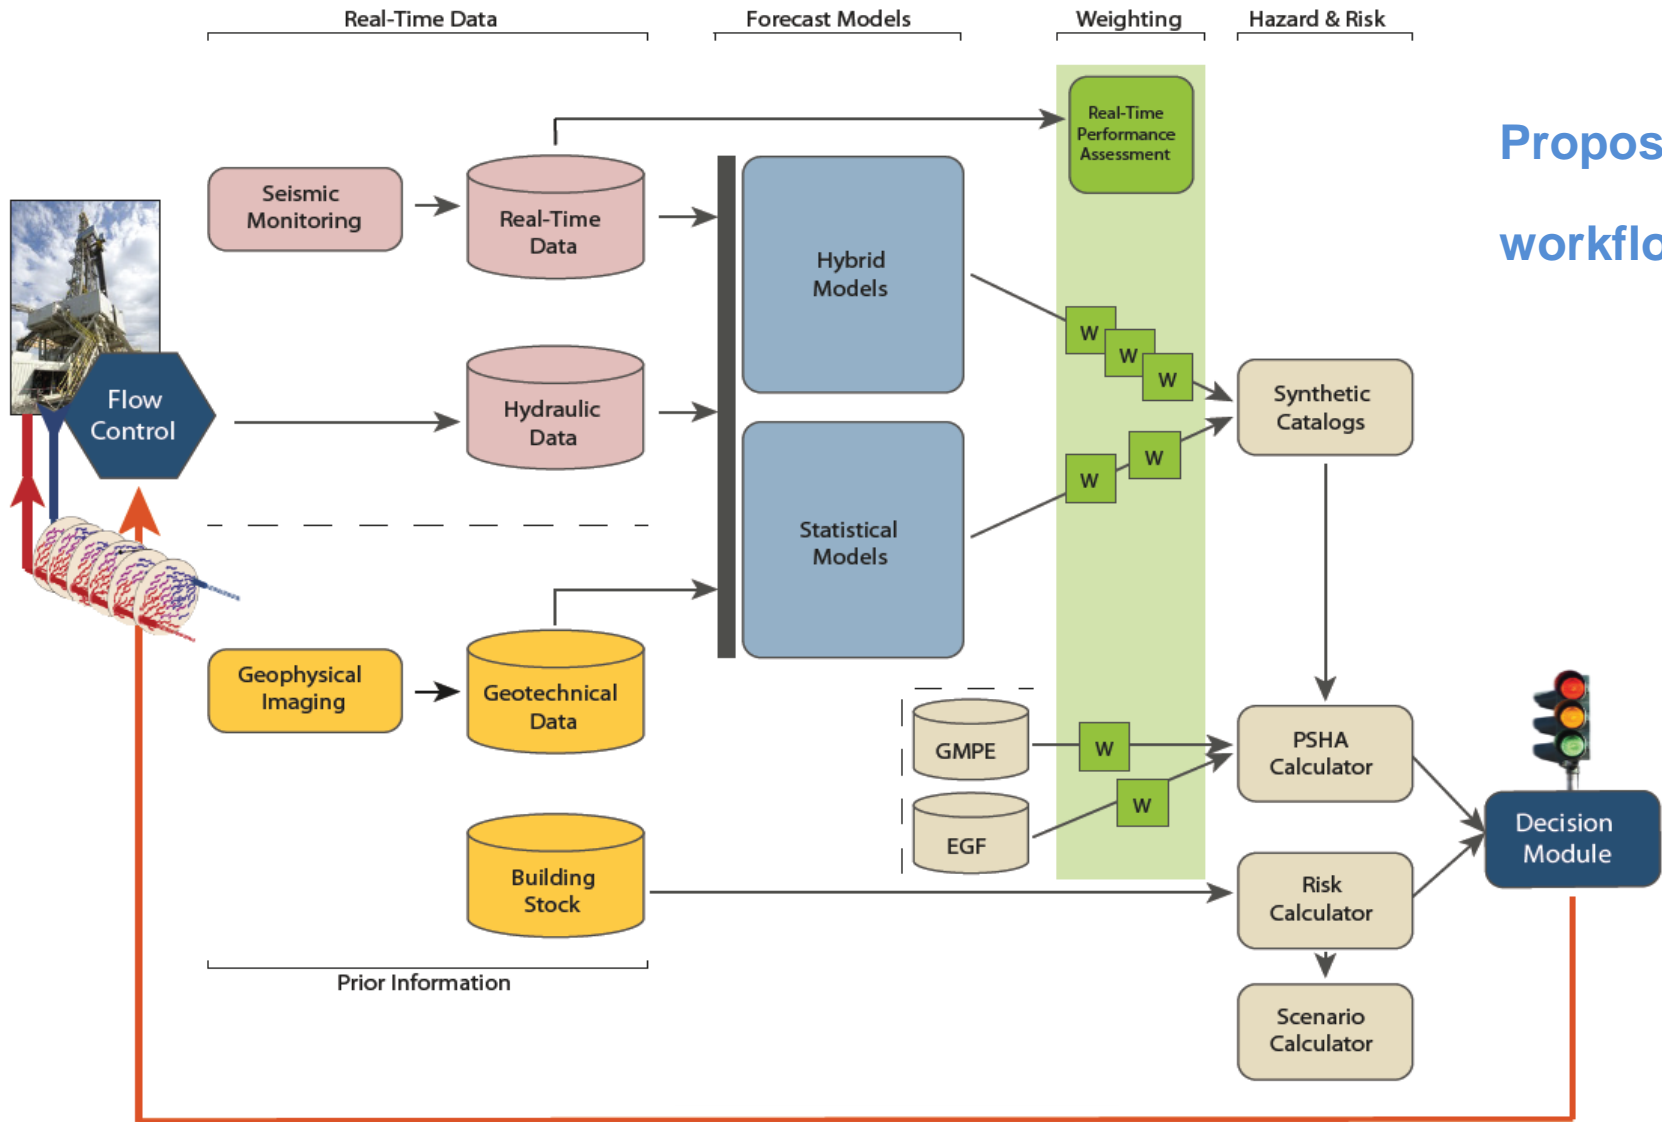 Real-Time Data
Forecast Models
Weighting
Hazard & Risk
Real-Time
Performance
Assessment
Seismic
Monitoring
Real-Time
Data
Hybrid
Models
W
W
W
Flow
Control
Hydraulic
Data
Synthetic
Catalogs
W
W
Statistical
Models
Geophysical
Imaging
Geotechnical
Data
GMPE
W
PSHA
Calculator
EGF
W
Decision
Module
Building
Stock
Risk
Calculator
Prior Information
Scenario
Calculator
Propos
workflo